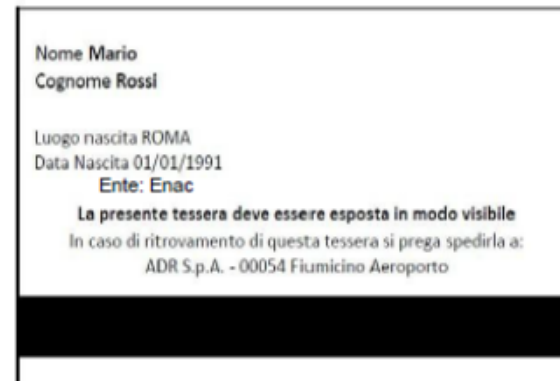 Nome Mario
Cognome Rossi
Luogo nascita ROMA
Data Nascita 01/01/1991
Ente: Enac
La presente tessera deve essere esposta in modo visibile
In caso di ritrovamento di questa tessera si prega spedirla a:
ADR S.p.A. - 00054 Fiumicino Aeroporto